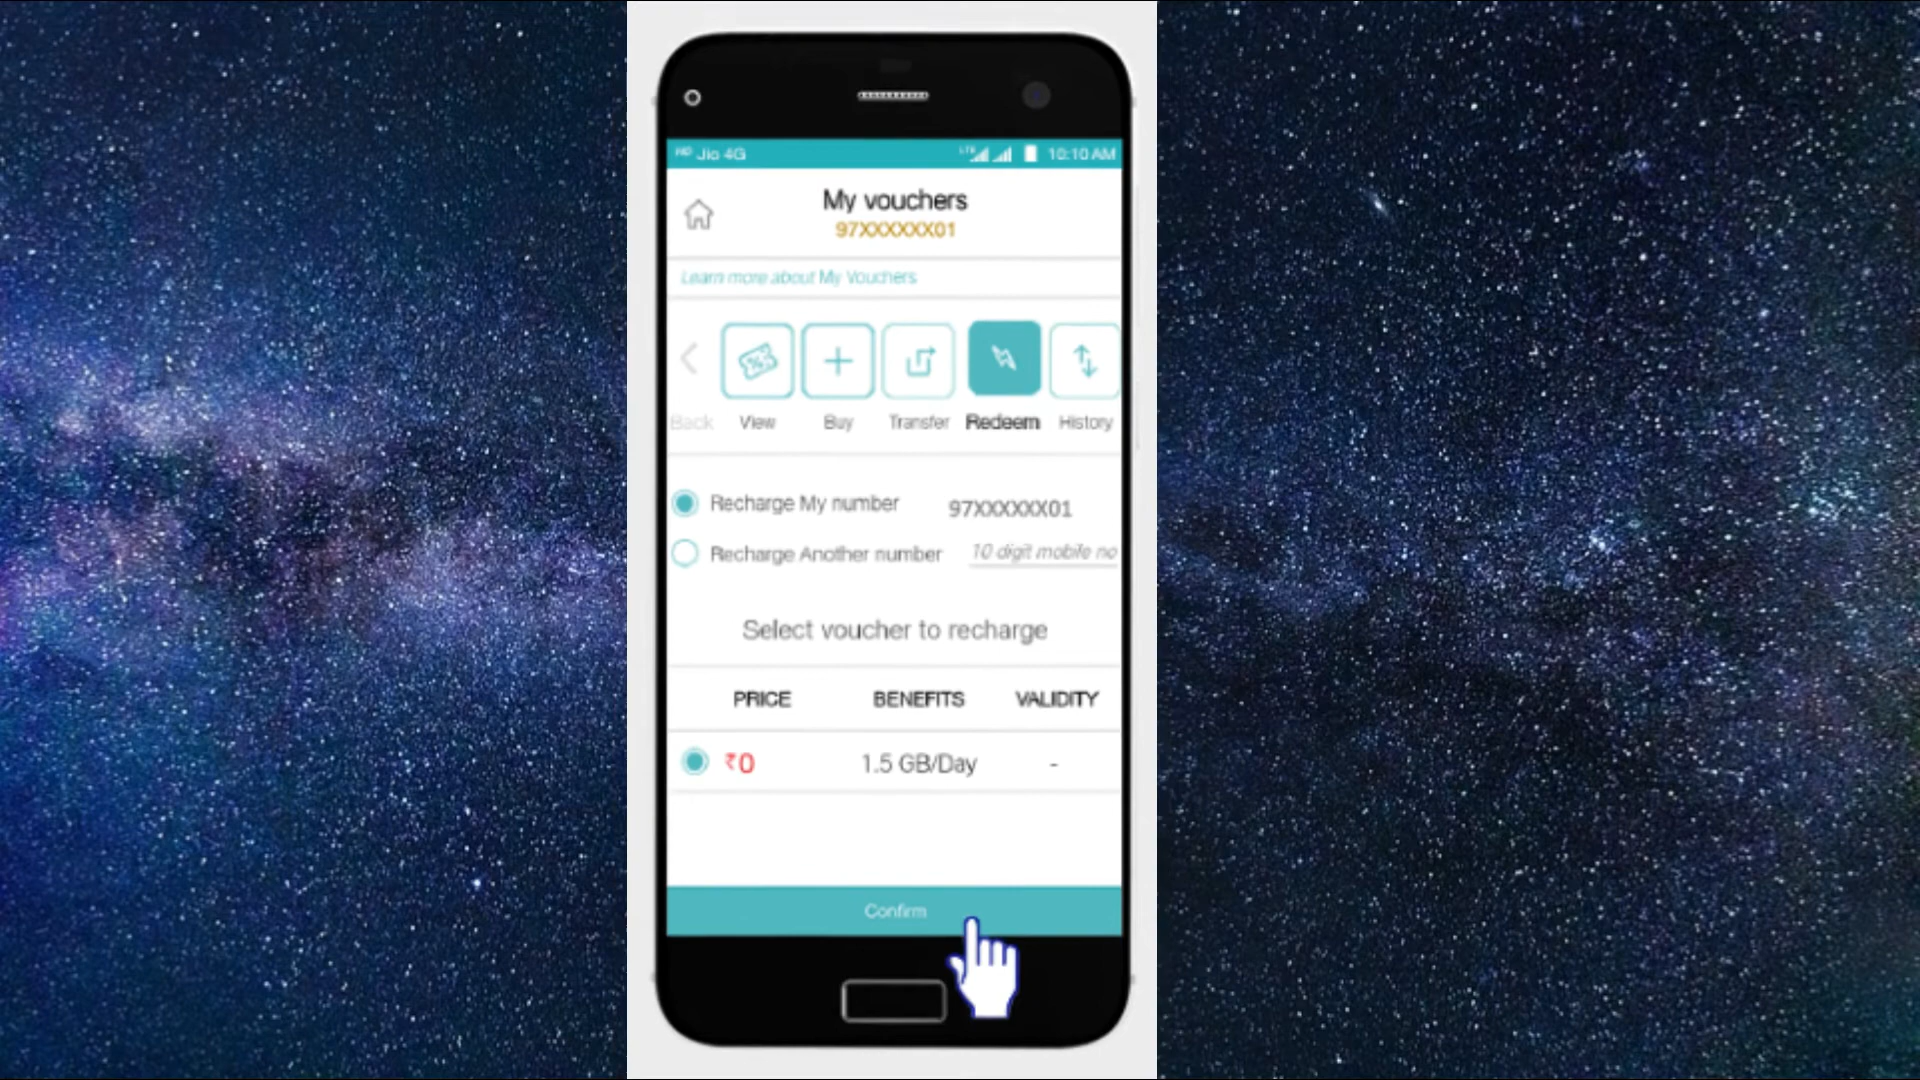 HD Jio 4G LTE 10:10 AM
My vouchers
97XXXXXX01
Learn more about My Vouchers
Back View Buy Transfer Redeem History
Recharge My number 97XXXXXX01
Recharge Another number 10 digit mobile no
Select voucher to recharge
PRICE BENEFITS VALIDITY
₹0 1.5 GB/Day -
Confirm